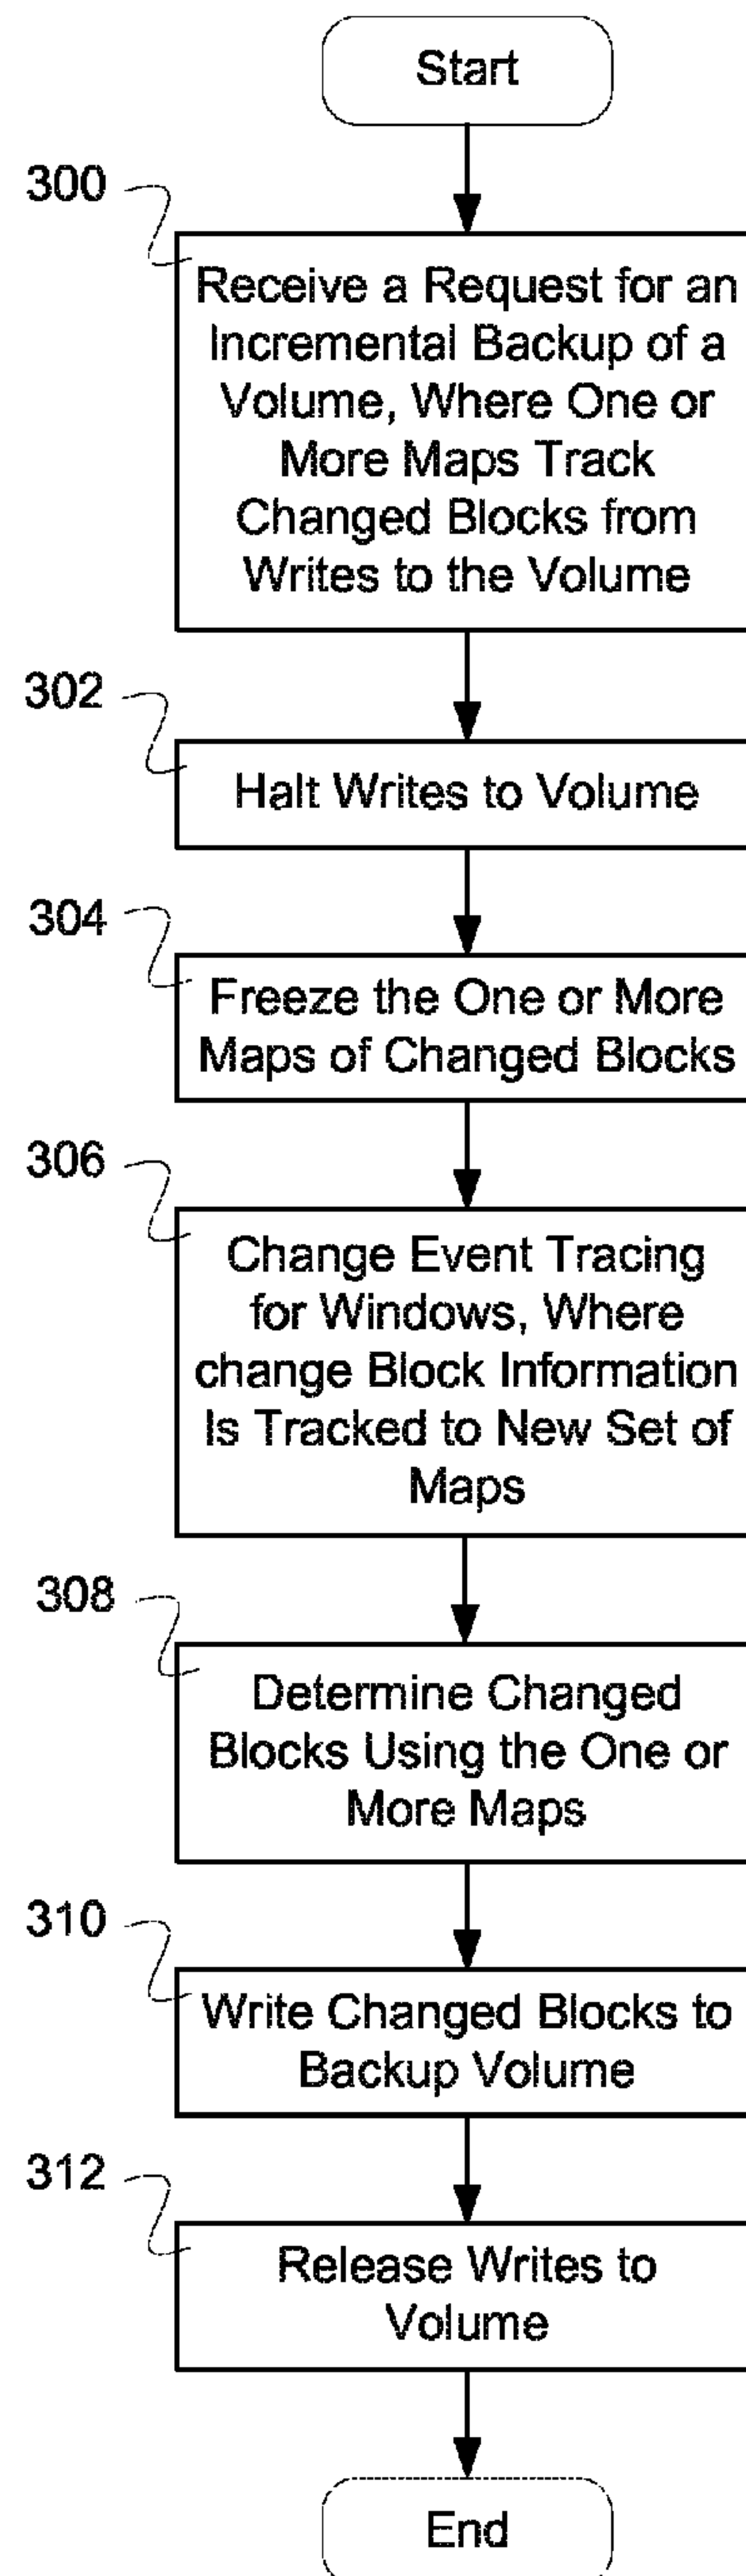 Start
300
Receive a Request for an
Incremental Backup of a
Volume, Where One or
More Maps Track
Changed Blocks from
Writes to the Volume
302
Halt Writes to Volume
304
Freeze the One or More
Maps of Changed Blocks
306
Change Event Tracing
for Windows, Where
change Block Information
Is Tracked to New Set of
Maps
308
Determine Changed
Blocks Using the One or
More Maps
310
Write Changed Blocks to
Backup Volume
312
Release Writes to
Volume
End